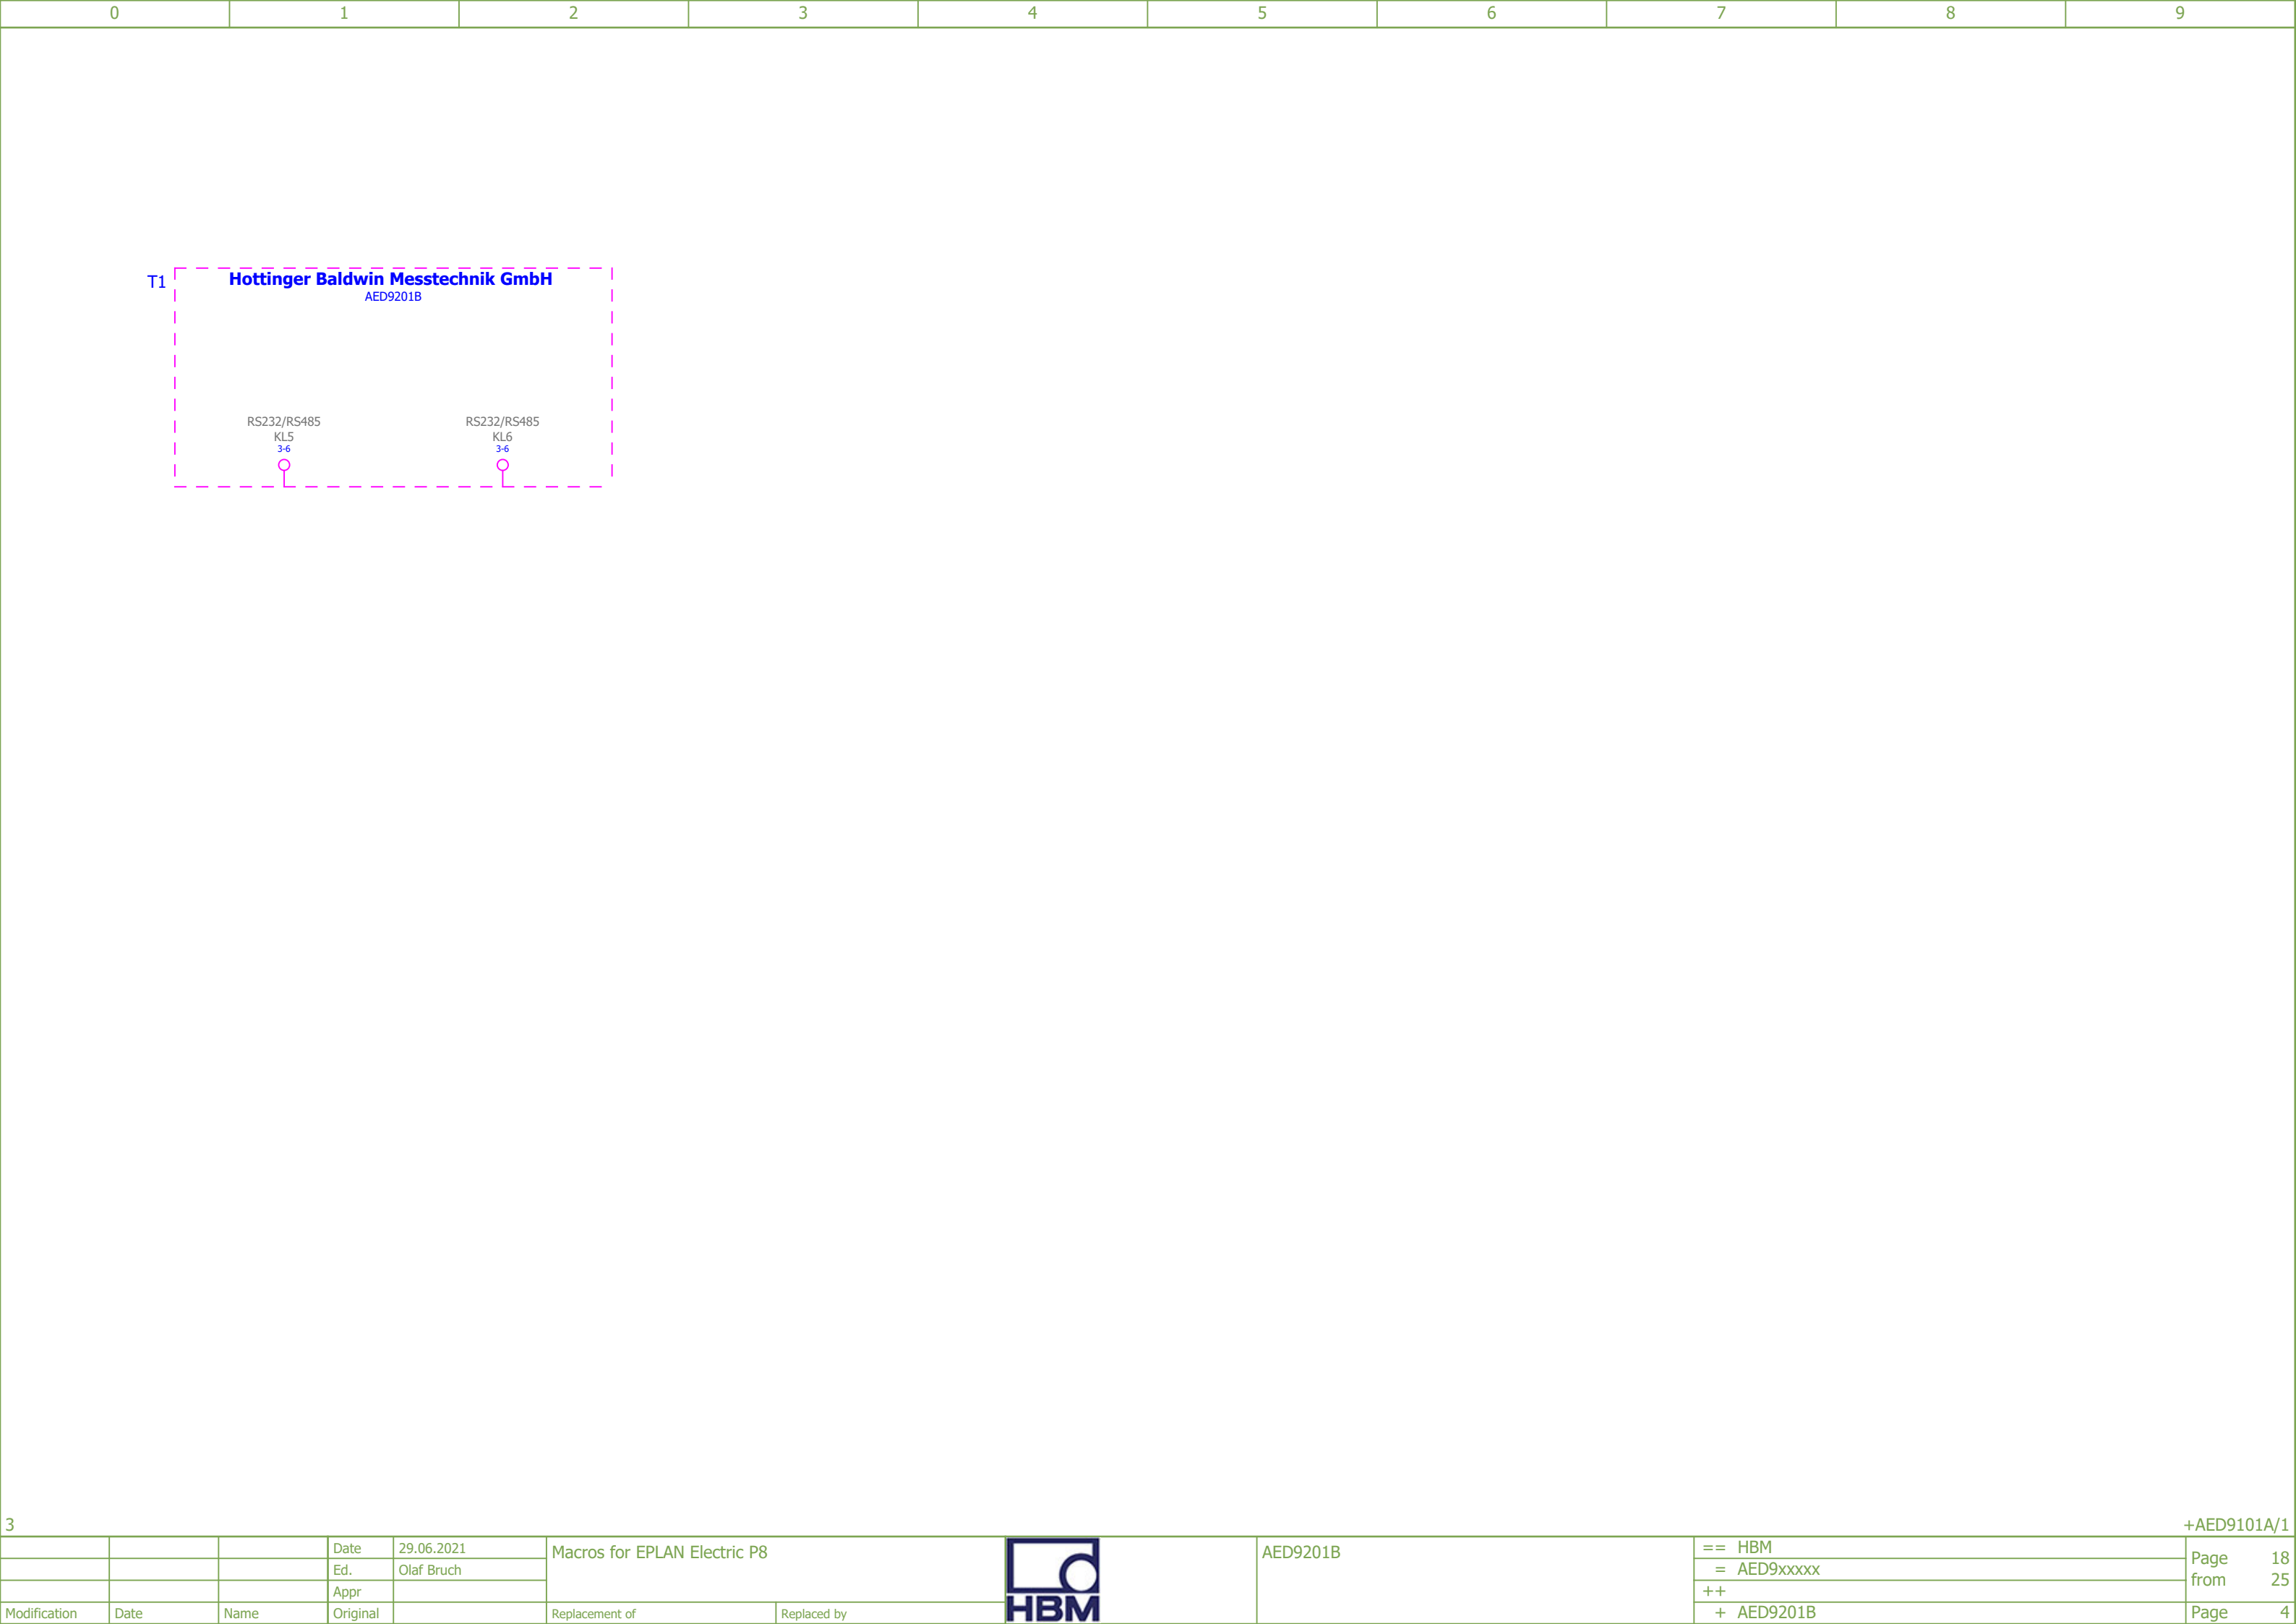 0 1 2 3 4 5 6 7 8 9
T1
Hottinger Baldwin Messtechnik GmbH
AED9201B
RS232/RS485 RS232/RS485
KL5 KL6
3-6 3-6
3 +AED9101A/1
Date 29.06.2021 Macros for EPLAN Electric P8 AED9201B == HBM Page 18
Ed. Olaf Bruch = AED9xxxxx from 25
Appr ++
Modification Date Name Original Replacement of Replaced by HBM + AED9201B Page 4